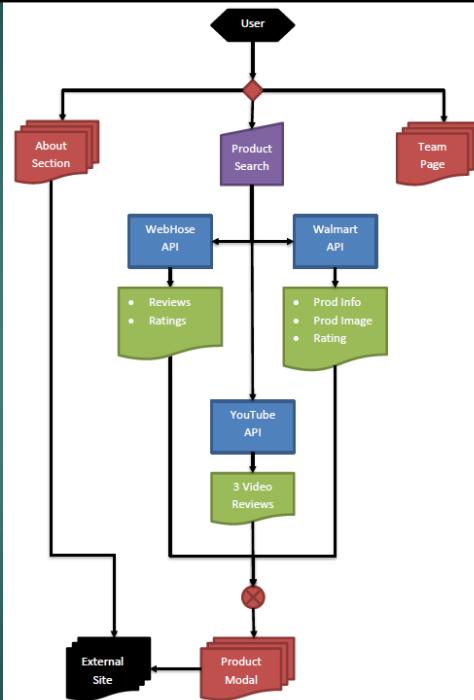 User
About
Section
Product
Search
Team
Page
WebHose
API
Walmart
API
• Reviews
• Ratings
• Prod Info
• Prod Image
• Rating
YouTube
API
3 Video
Reviews
External
Site
Product
Modal